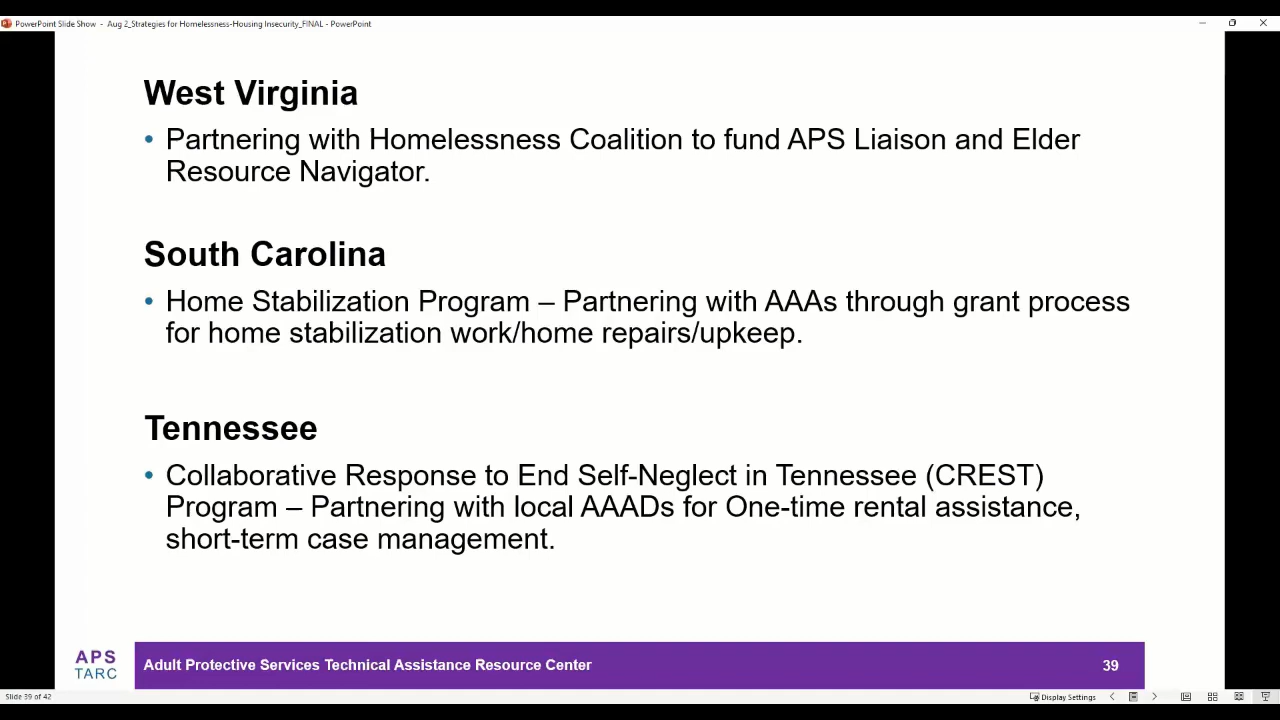 PowerPoint Slide Show - Aug 2_Strategies for Homelessness-Housing Insecurity_FINAL - PowerPoint
West Virginia
• Partnering with Homelessness Coalition to fund APS Liaison and Elder
Resource Navigator.
South Carolina
• Home Stabilization Program – Partnering with AAAs through grant process
for home stabilization work/home repairs/upkeep.
Tennessee
• Collaborative Response to End Self-Neglect in Tennessee (CREST)
Program – Partnering with local AAADs for One-time rental assistance,
short-term case management.
APS
TARC
Adult Protective Services Technical Assistance Resource Center
39
Slide 39 of 42
Display Settings